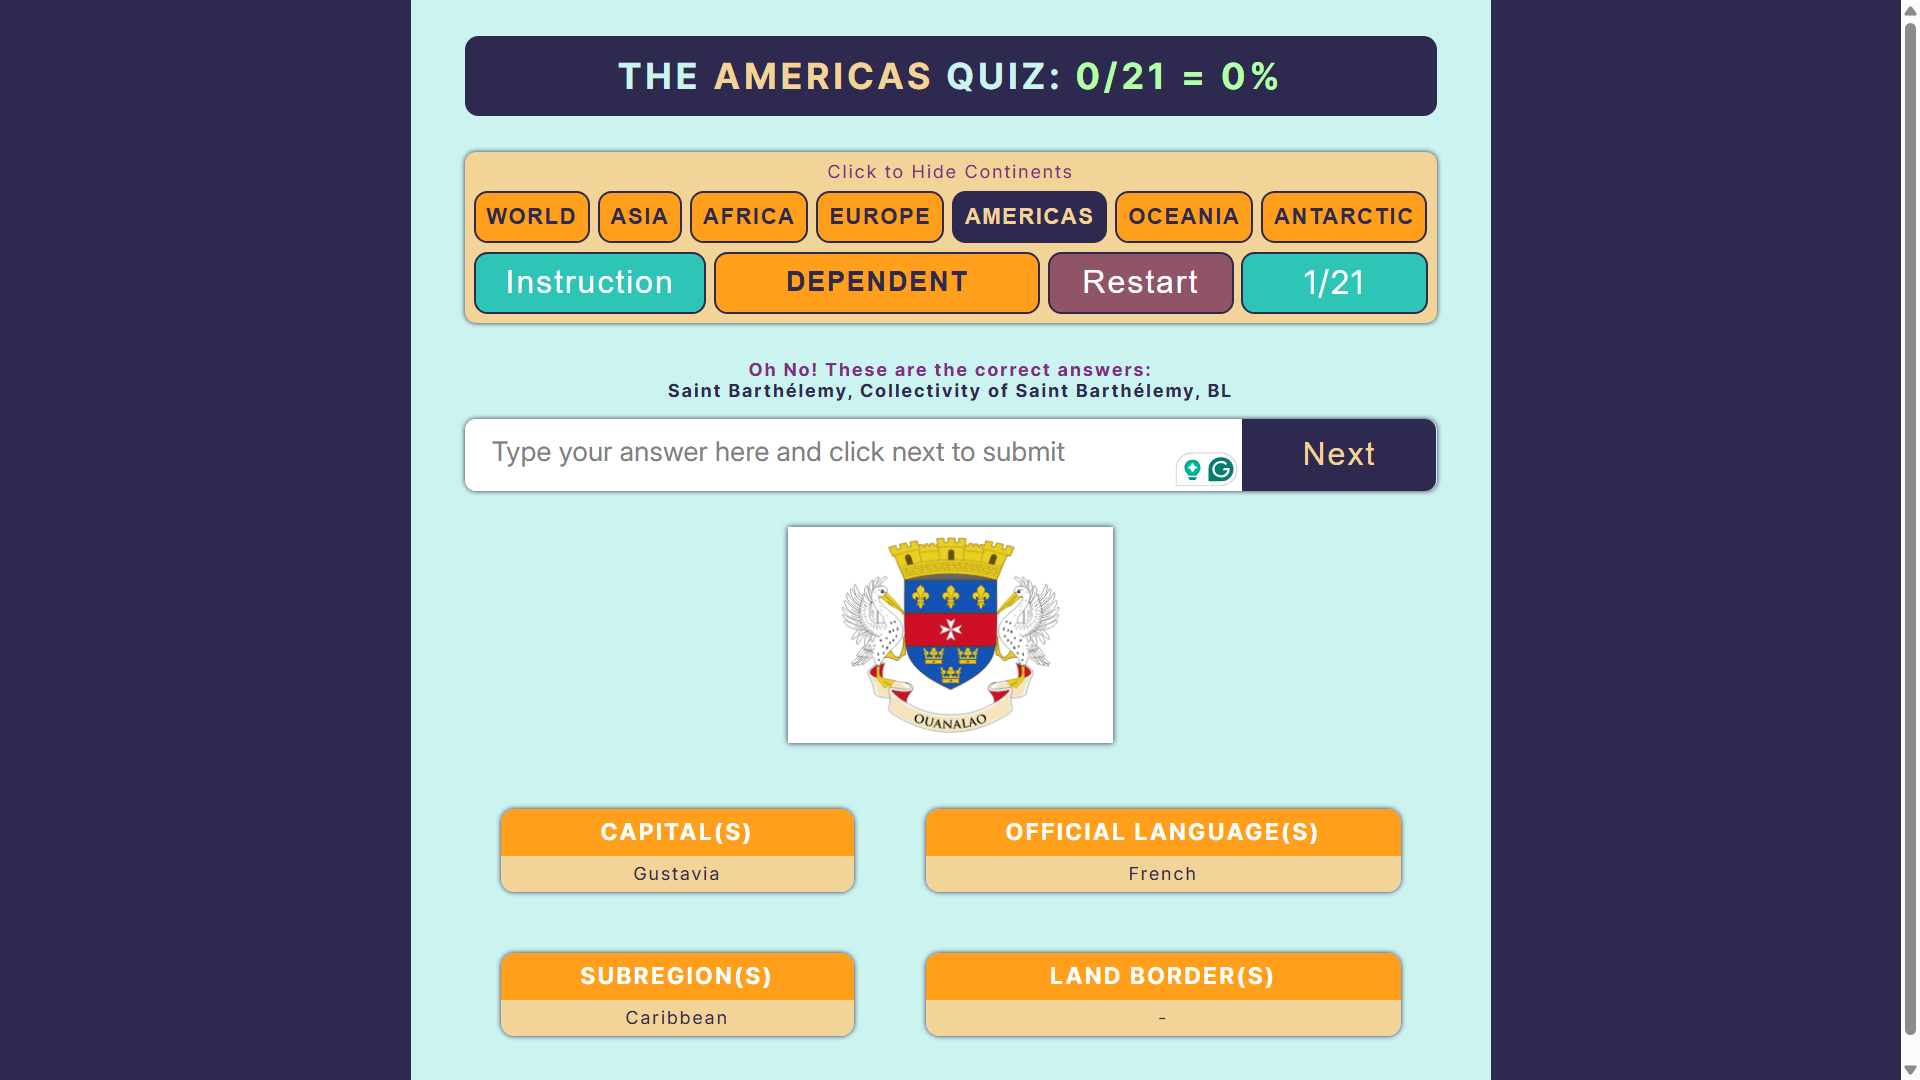 THE AMERICAS QUIZ: 0/21 = 0%
Click to Hide Continents
WORLD ASIA AFRICA EUROPE AMERICAS OCEANIA ANTARCTIC
Instruction DEPENDENT Restart 1/21
Oh No! These are the correct answers:
Saint Barthélemy, Collectivity of Saint Barthélemy, BL
Type your answer here and click next to submit
Next
OUANALAO
CAPITAL(S)
Gustavia
OFFICIAL LANGUAGE(S)
French
SUBREGION(S)
Caribbean
LAND BORDER(S)
-